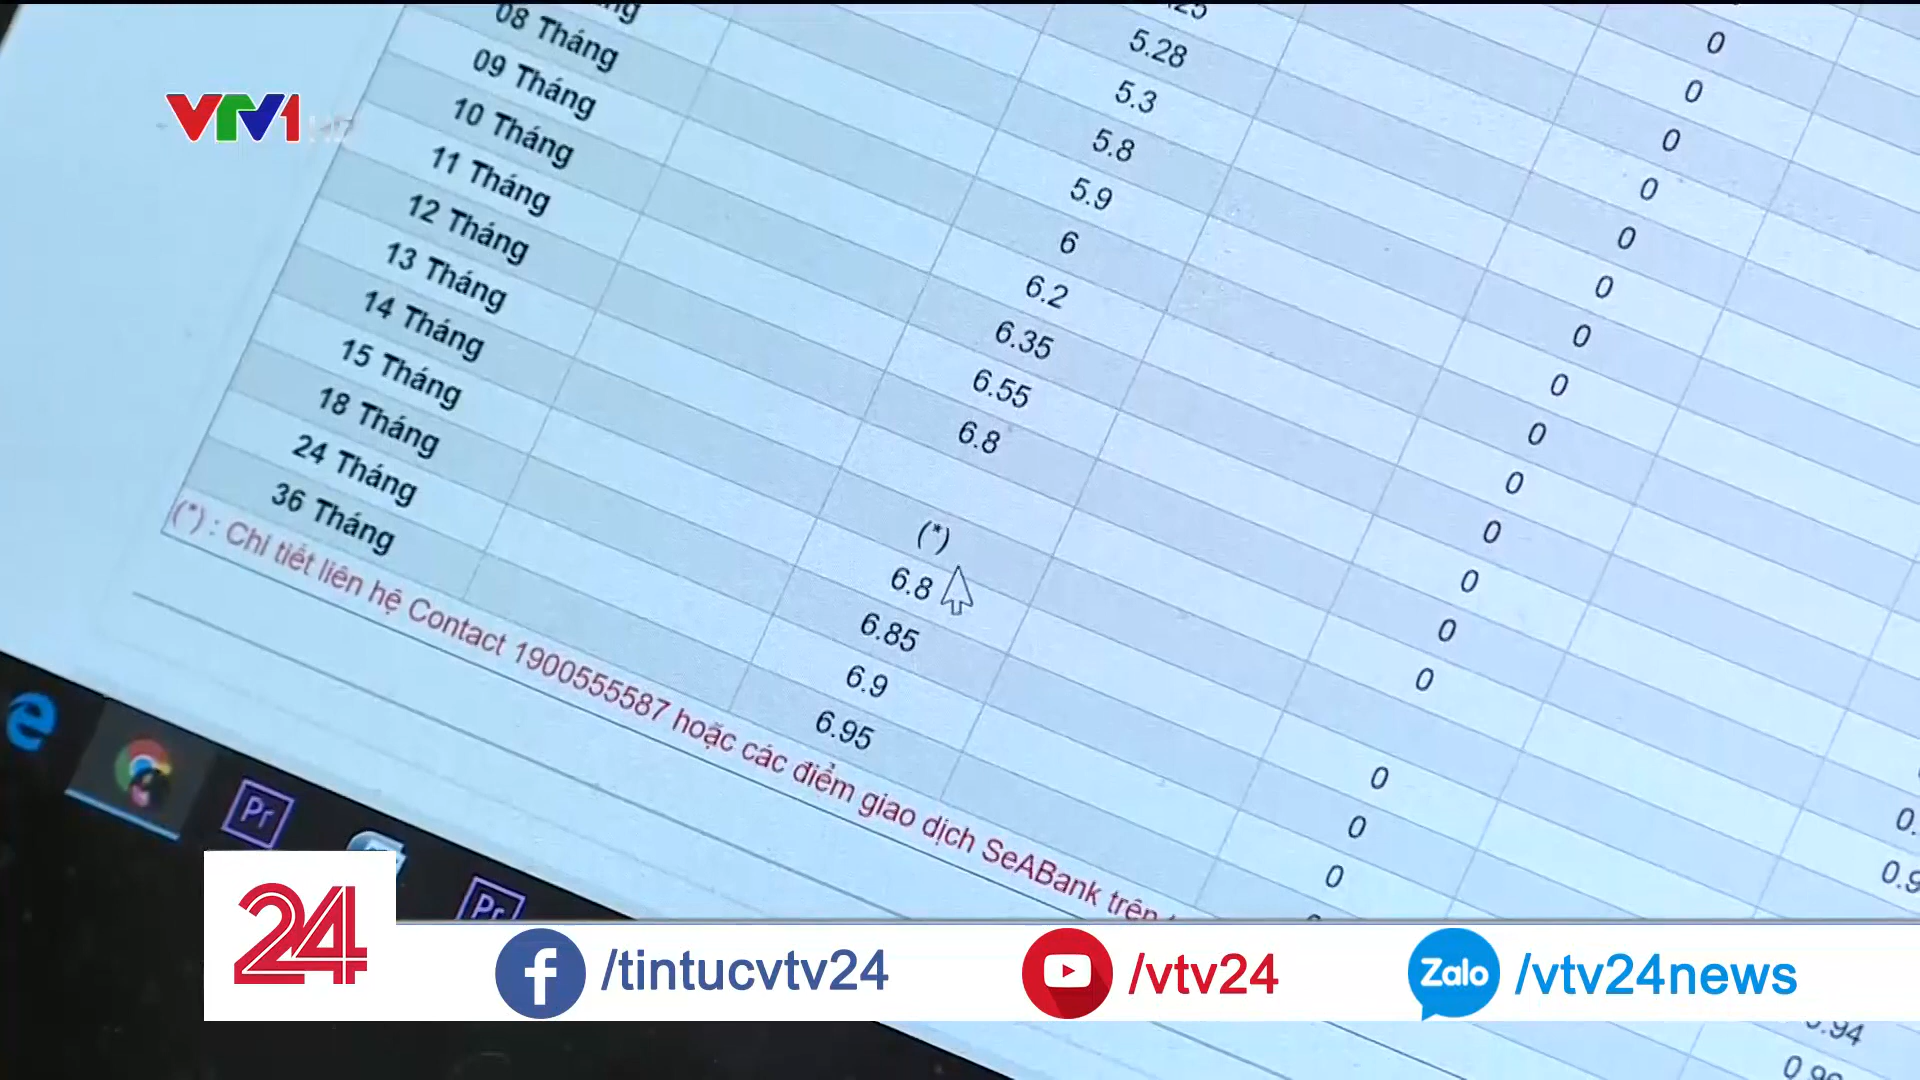 0
0
0
5.28 0
5.3 0
5.8 0
5.9 0
08 Tháng 6 0
09 Tháng 6.2 0
10 Tháng 6.35 0
11 Tháng 6.55 0
12 Tháng 6.8 0
13 Tháng 0
14 Tháng (*)
15 Tháng 6.8 0
18 Tháng 6.85 0
24 Tháng 6.9 0
36 Tháng 6.95
(*) : Chi tiết liên hệ Contact 1900555587 hoặc các điểm giao dịch SeABank trên
VTV1 HD
Pr
Pr
24
/tintucvtv24
/vtv24
Zalo /vtv24news